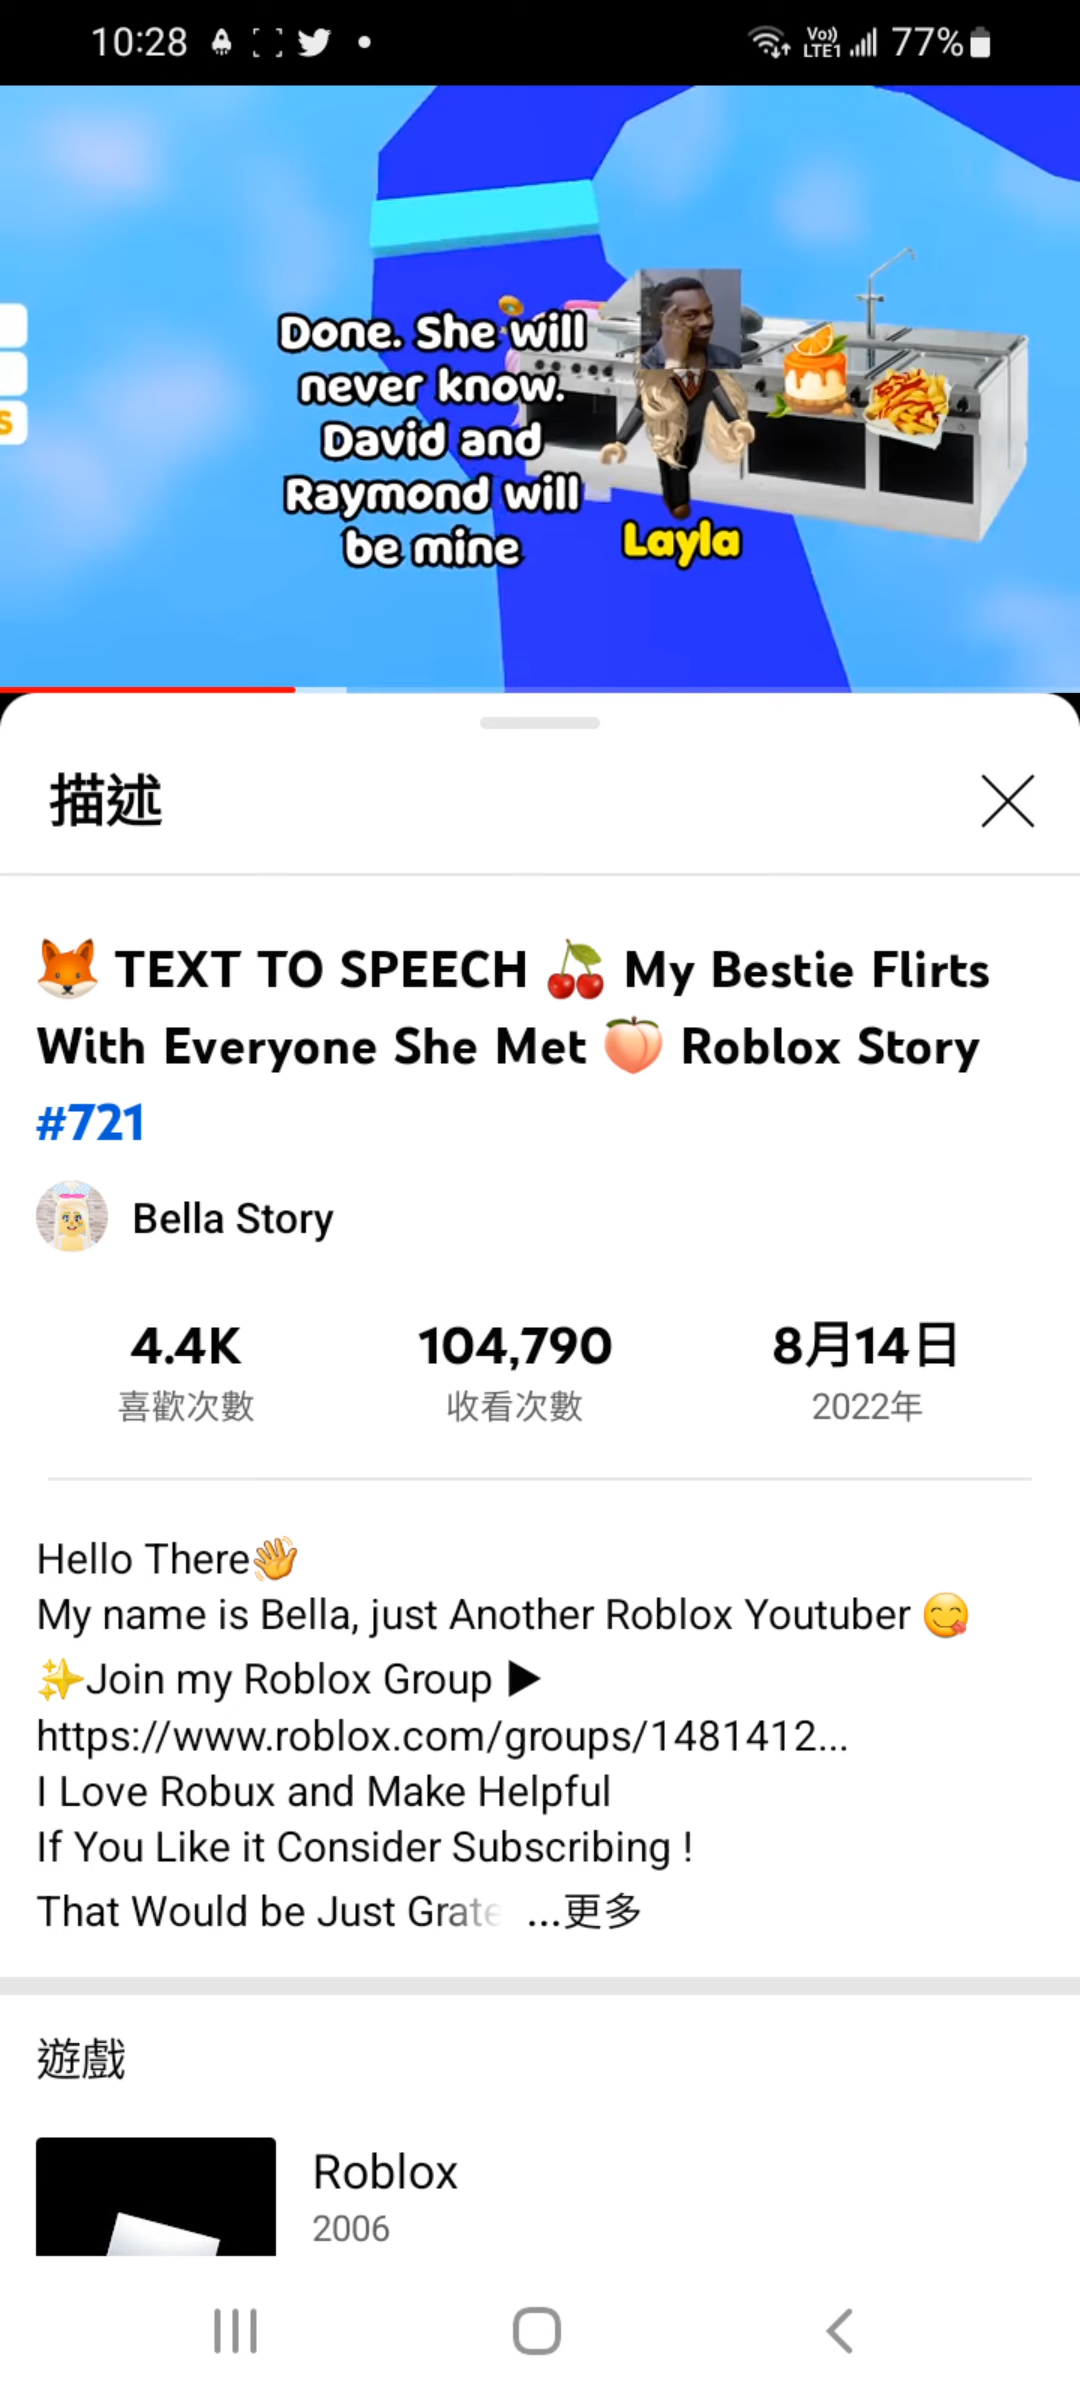 10:28
Vo))
LTE1
77%
S
Done. She will
never know.
David and
Raymond will
be mine
Layla
描述
🦊 TEXT TO SPEECH 🍒 My Bestie Flirts
With Everyone She Met 🍑 Roblox Story
#721
Bella Story
4.4K
104,790
8月14日
喜歡次數
收看次數
2022年
Hello There👋
My name is Bella, just Another Roblox Youtuber 😋
✨Join my Roblox Group ▶
https://www.roblox.com/groups/1481412...
I Love Robux and Make Helpful
If You Like it Consider Subscribing !
That Would be Just Grate ...更多
遊戲
Roblox
2006